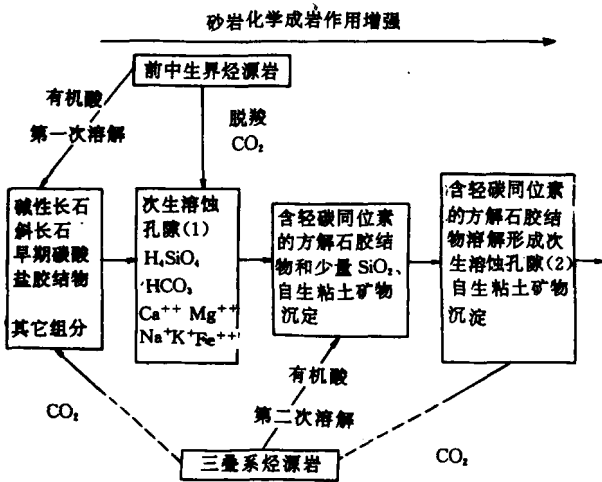 砂岩化学成岩作用增强
前中生界烃源岩
有机酸
第一次溶解
脱羧
CO₂
碱性长石
斜长石
早期碳酸
盐胶结物
其它组分
次生溶蚀
孔隙(1)
H₄SiO₄
HCO₃
Ca⁺⁺ Mg⁺⁺
Na⁺K⁺Fe⁺⁺
含轻碳同位素
的方解石胶结
物和少量SiO₂、
自生粘土矿物
沉定
含轻碳同位素
的方解石胶结
物溶解形成次
生溶蚀孔隙(2)
自生粘土矿物
沉淀
有机酸
第二次溶解
CO₂
三叠系烃源岩
CO₂